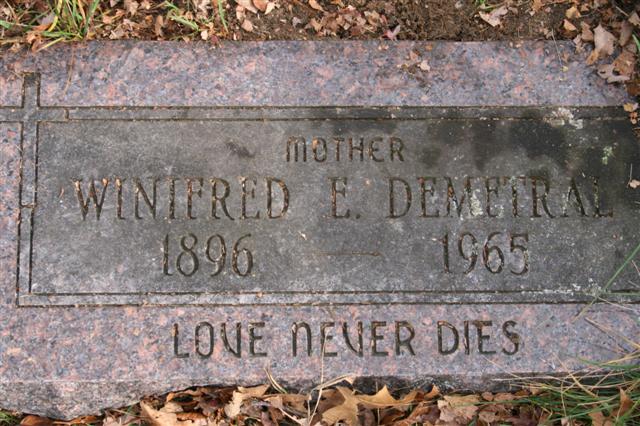 MOTHER
WINIFRED E. DEMETRAL
1896 — 1965
LOVE NEVER DIES